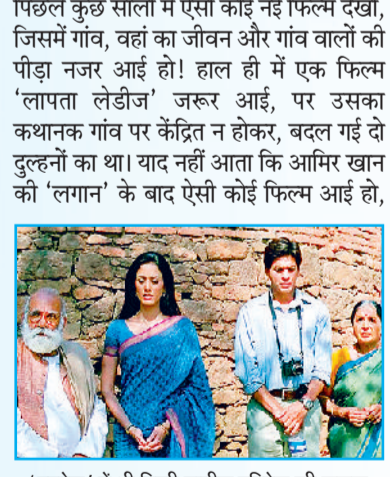 पिछले कुछ सालों में ऐसी कोई नई फिल्म देखी,
जिसमें गांव, वहां का जीवन और गांव वालों की
पीड़ा नजर आई हो! हाल ही में एक फिल्म
‘लापता लेडीज’ जरूर आई, पर उसका
कथानक गांव पर केंद्रित न होकर, बदल गई दो
दुल्हनों का था। याद नहीं आता कि आमिर खान
की ‘लगान’ के बाद ऐसी कोई फिल्म आई हो,